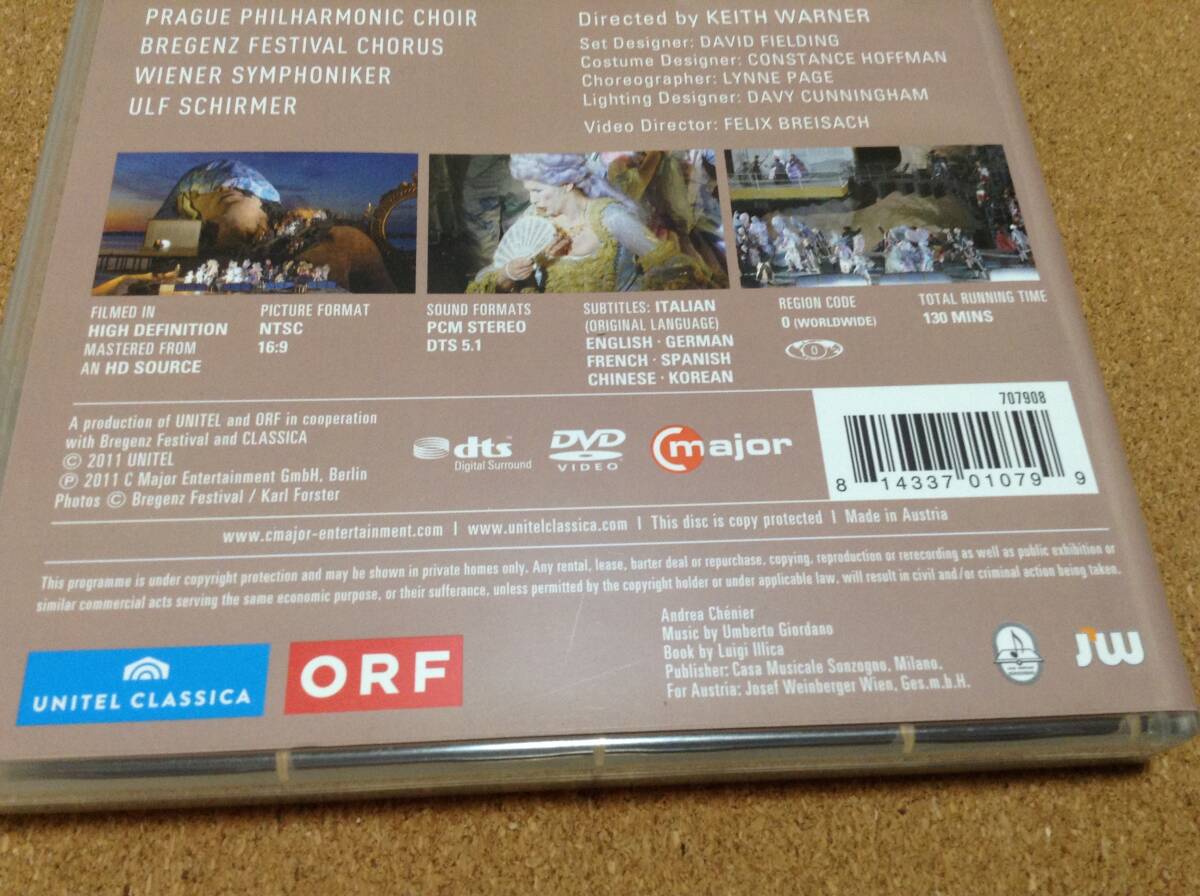 PRAGUE PHILHARMONIC CHOIR
BREGENZ FESTIVAL CHORUS
WIENER SYMPHONIKER
ULF SCHIRMER
Directed by KEITH WARNER
Set Designer: DAVID FIELDING
Costume Designer: CONSTANCE HOFFMAN
Choreographer: LYNNE PAGE
Lighting Designer: DAVY CUNNINGHAM
Video Director: FELIX BREISACH
FILMED IN
HIGH DEFINITION
MASTERED FROM
AN HD SOURCE
PICTURE FORMAT
NTSC
16:9
SOUND FORMATS
PCM STEREO
DTS 5.1
SUBTITLES: ITALIAN
(ORIGINAL LANGUAGE)
ENGLISH · GERMAN
FRENCH · SPANISH
CHINESE · KOREAN
REGION CODE
0 (WORLDWIDE)
0
TOTAL RUNNING TIME
130 MINS
A production of UNITEL and ORF in cooperation
with Bregenz Festival and CLASSICA
© 2011 UNITEL
℗ 2011 C Major Entertainment GmbH, Berlin
Photos © Bregenz Festival / Karl Forster
dts
Digital Surround
DVD
VIDEO
C major
707908
8 14337 01079 9
www.cmajor-entertainment.com | www.unitelclassica.com | This disc is copy protected | Made in Austria
This programme is under copyright protection and may be shown in private homes only. Any rental, lease, barter deal or repurchase, copying, reproduction or rerecording as well as public exhibition or
similar commercial acts serving the same economic purpose, or their sufferance, unless permitted by the copyright holder or under applicable law, will result in civil and/or criminal action being taken.
UNITEL CLASSICA
ORF
Andrea Chénier
Music by Umberto Giordano
Book by Luigi Illica
Publisher: Casa Musicale Sonzogno, Milano.
For Austria: Josef Weinberger Wien, Ges.m.b.H.
JW